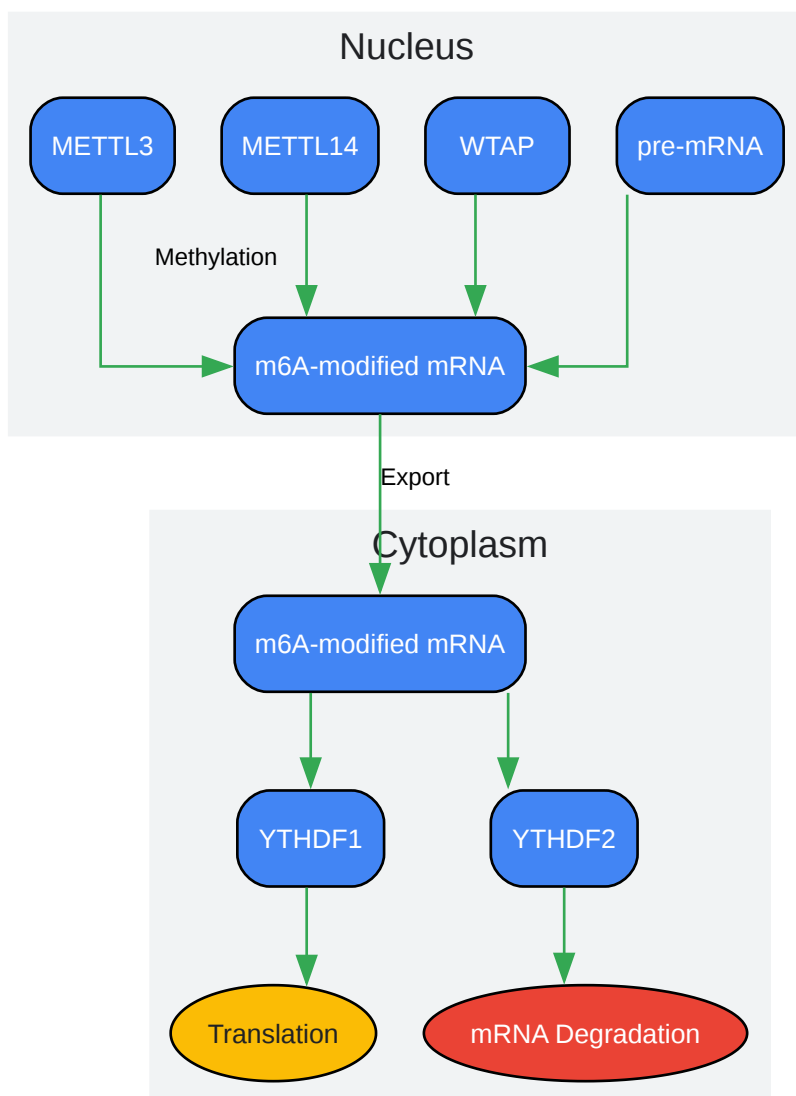 Nucleus
METTL3
METTL14
WTAP
pre-mRNA
Methylation
m6A-modified mRNA
Export
Cytoplasm
m6A-modified mRNA
YTHDF1
YTHDF2
Translation
mRNA Degradation